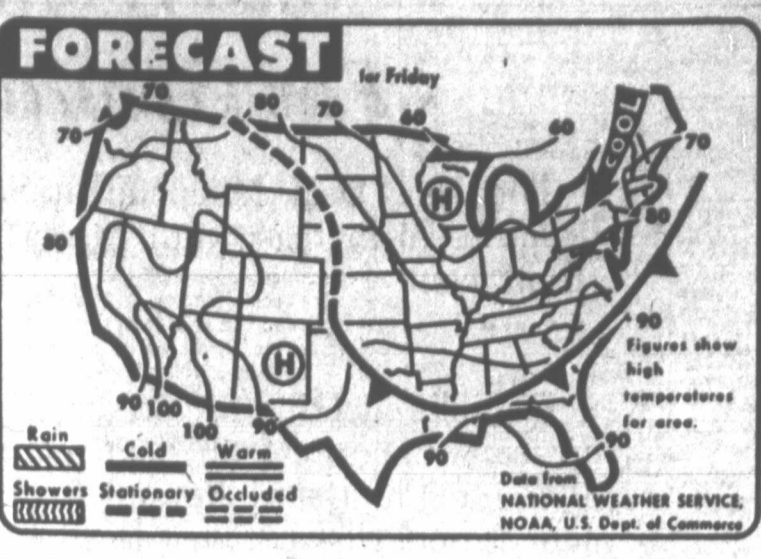 FORECAST
for Friday
70
80
70
60
60
70
COOL
70
H
80
80
H
90
Figures show
high
temperatures
for area.
90
100
100
90
90
90
Rain
Cold
Warm
Showers
Stationary
Occluded
Data from
NATIONAL WEATHER SERVICE,
NOAA, U.S. Dept. of Commerce